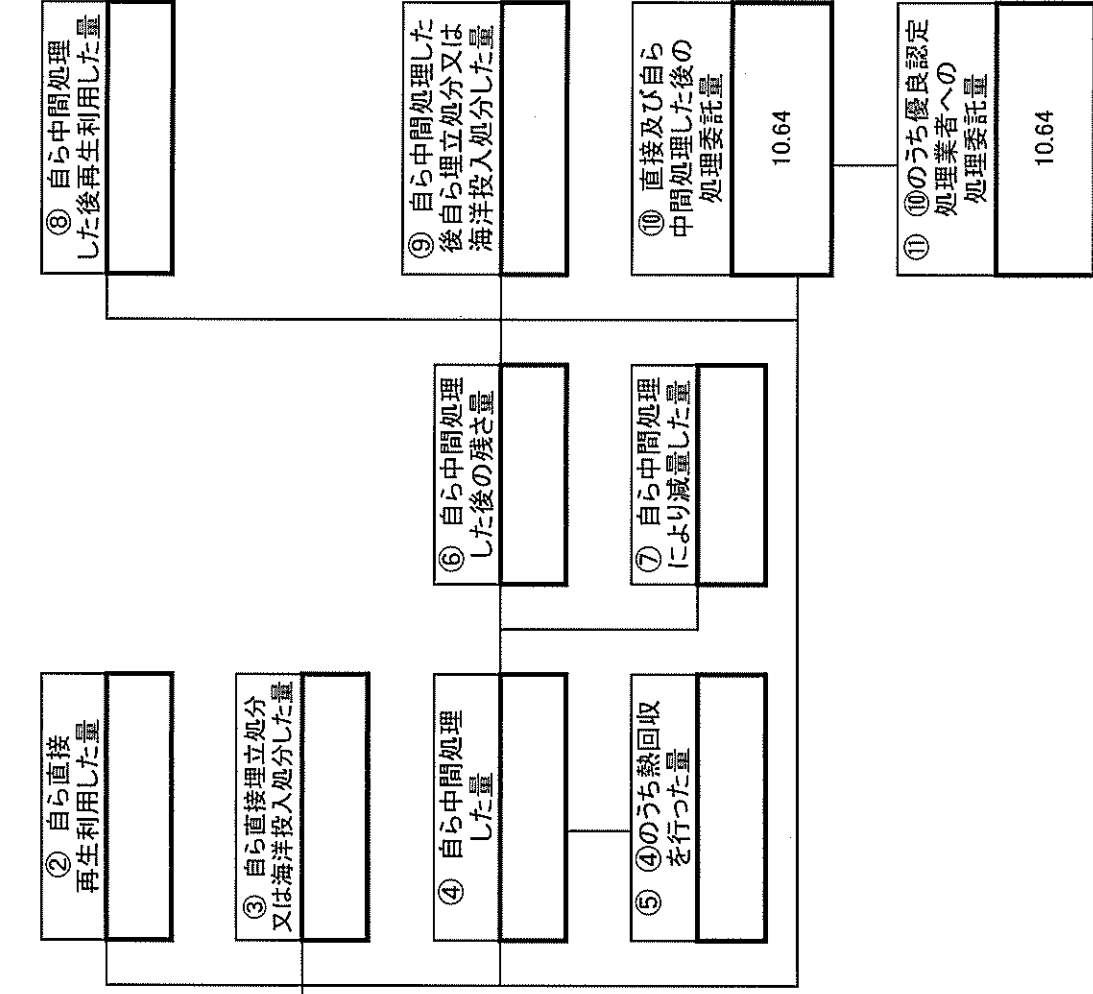 ② 自ら直接
再生利用した量
③ 自ら直接埋立処分
又は海洋投入処分した量
④ 自ら中間処理
した量
⑤ ④のうち熱回収
を行った量
⑥ 自ら中間処理
した後の残さ量
⑦ 自ら中間処理
により減量した量
⑧ 自ら中間処理
した後再生利用した量
⑨ 自ら中間処理した
後自ら埋立処分又は
海洋投入処分した量
⑩ 直接及び自ら
中間処理した後の
処理委託量
10.64
⑪ ⑩のうち優良認定
処理業者への
処理委託量
10.64